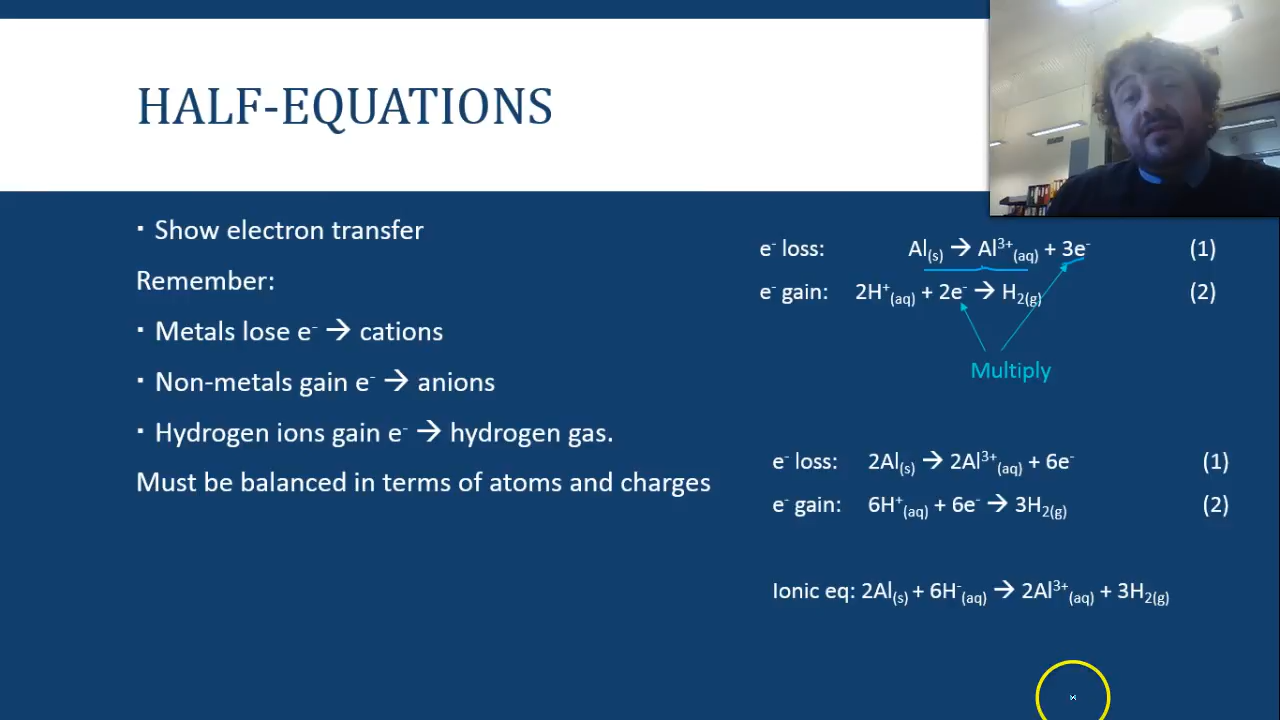 HALF-EQUATIONS
▪ Show electron transfer
Remember:
▪ Metals lose e⁻ → cations
▪ Non-metals gain e⁻ → anions
▪ Hydrogen ions gain e⁻ → hydrogen gas.
Must be balanced in terms of atoms and charges
e⁻ loss: Al₍s₎ → Al³⁺₍aq₎ + 3e⁻ (1)
e⁻ gain: 2H⁺₍aq₎ + 2e⁻ → H₂₍g₎ (2)
Multiply
e⁻ loss: 2Al₍s₎ → 2Al³⁺₍aq₎ + 6e⁻ (1)
e⁻ gain: 6H⁺₍aq₎ + 6e⁻ → 3H₂₍g₎ (2)
Ionic eq: 2Al₍s₎ + 6H⁻₍aq₎ → 2Al³⁺₍aq₎ + 3H₂₍g₎